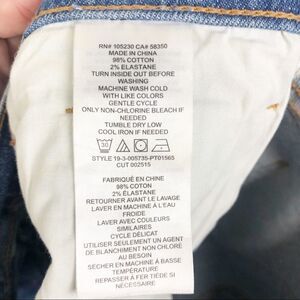 RN# 105230 CA# 58350
MADE IN CHINA
98% COTTON
2% ELASTANE
TURN INSIDE OUT BEFORE
WASHING
MACHINE WASH COLD
WITH LIKE COLORS
GENTLE CYCLE
ONLY NON-CHLORINE BLEACH IF
NEEDED
TUMBLE DRY LOW
COOL IRON IF NEEDED
30
STYLE 19-3-005735-PT01565
CUT 002515
FABRIQUÉ EN CHINE
98% COTON
2% ÉLASTANE
RETOURNER AVANT LE LAVAGE
LAVER EN MACHINE À L'EAU
FROIDE
LAVER AVEC COULEURS
SIMILAIRES
CYCLE DÉLICAT
UTILISER SEULEMENT UN AGENT
DE BLANCHIMENT NON CHLORÉ
AU BESOIN
SÉCHER EN MACHINE À BASSE
TEMPÉRATURE
REPASSER À FER TIÈDE SI
NÉCESSAIRE